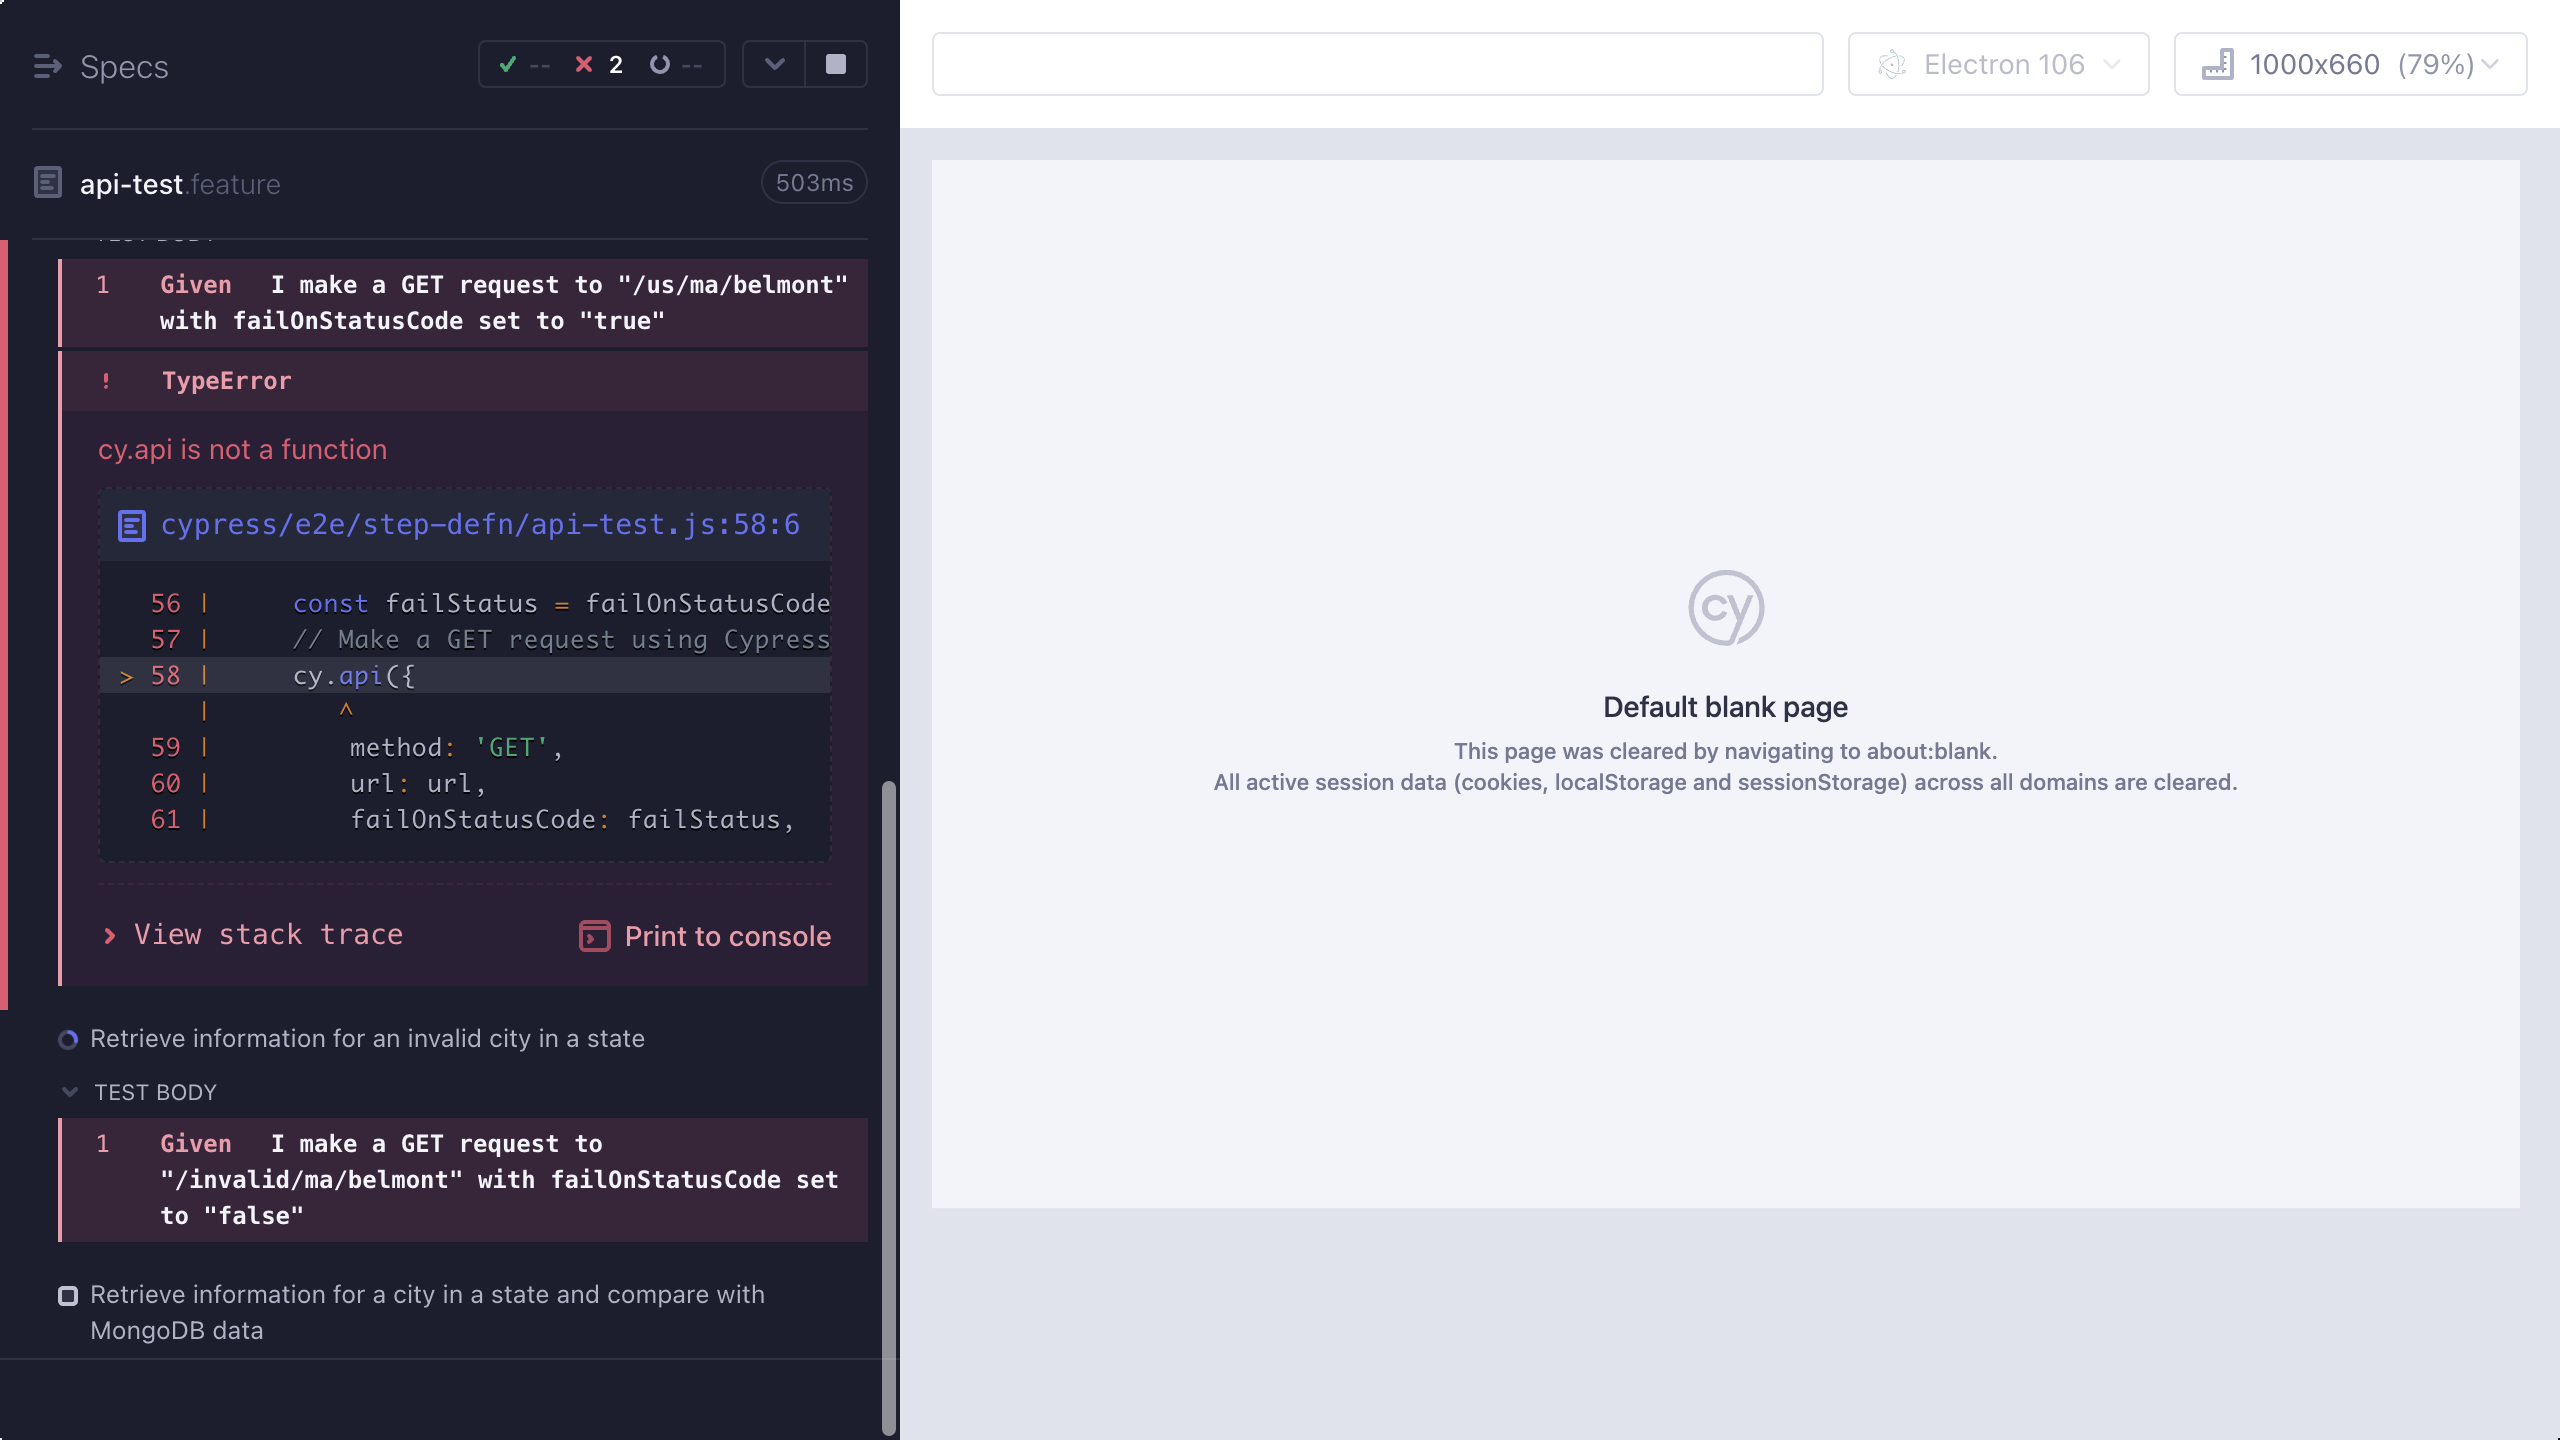 Specs
-- 2 --
api-test.feature
503ms
TEST BODY
1 Given I make a GET request to "/us/ma/belmont"
with failOnStatusCode set to "true"
! TypeError
cy.api is not a function
cypress/e2e/step-defn/api-test.js:58:6
56 | const failStatus = failOnStatusCode
57 | // Make a GET request using Cypress
> 58 | cy.api({
| ^
59 | method: 'GET',
60 | url: url,
61 | failOnStatusCode: failStatus,
View stack trace
Print to console
Retrieve information for an invalid city in a state
TEST BODY
1 Given I make a GET request to
"/invalid/ma/belmont" with failOnStatusCode set
to "false"
Retrieve information for a city in a state and compare with
MongoDB data
Electron 106
1000x660 (79%)
cy
Default blank page
This page was cleared by navigating to about:blank.
All active session data (cookies, localStorage and sessionStorage) across all domains are cleared.